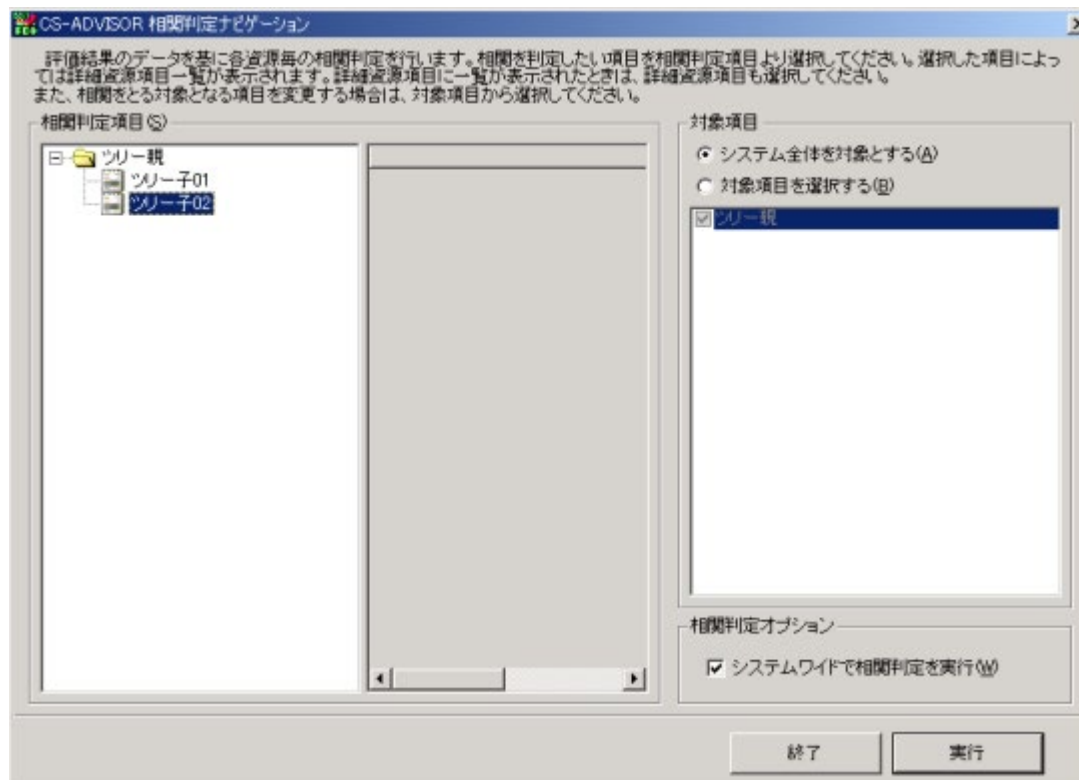 CS-ADVISOR 相関判定ナビゲーション
評価結果のデータを基に各資源毎の相関判定を行います。相関を判定したい項目を相関判定項目より選択してください。選択した項目によっ
ては詳細資源項目一覧が表示されます。詳細資源項目に一覧が表示されたときは、詳細資源項目も選択してください。
また、相関をとる対象となる項目を変更する場合は、対象項目から選択してください。
相関判定項目(S)
ツリー親
ツリー子01
ツリー子02
対象項目
システム全体を対象とする(A)
対象項目を選択する(B)
ツリー親
相関判定オプション
システムワイドで相関判定を実行(W)
終了
実行